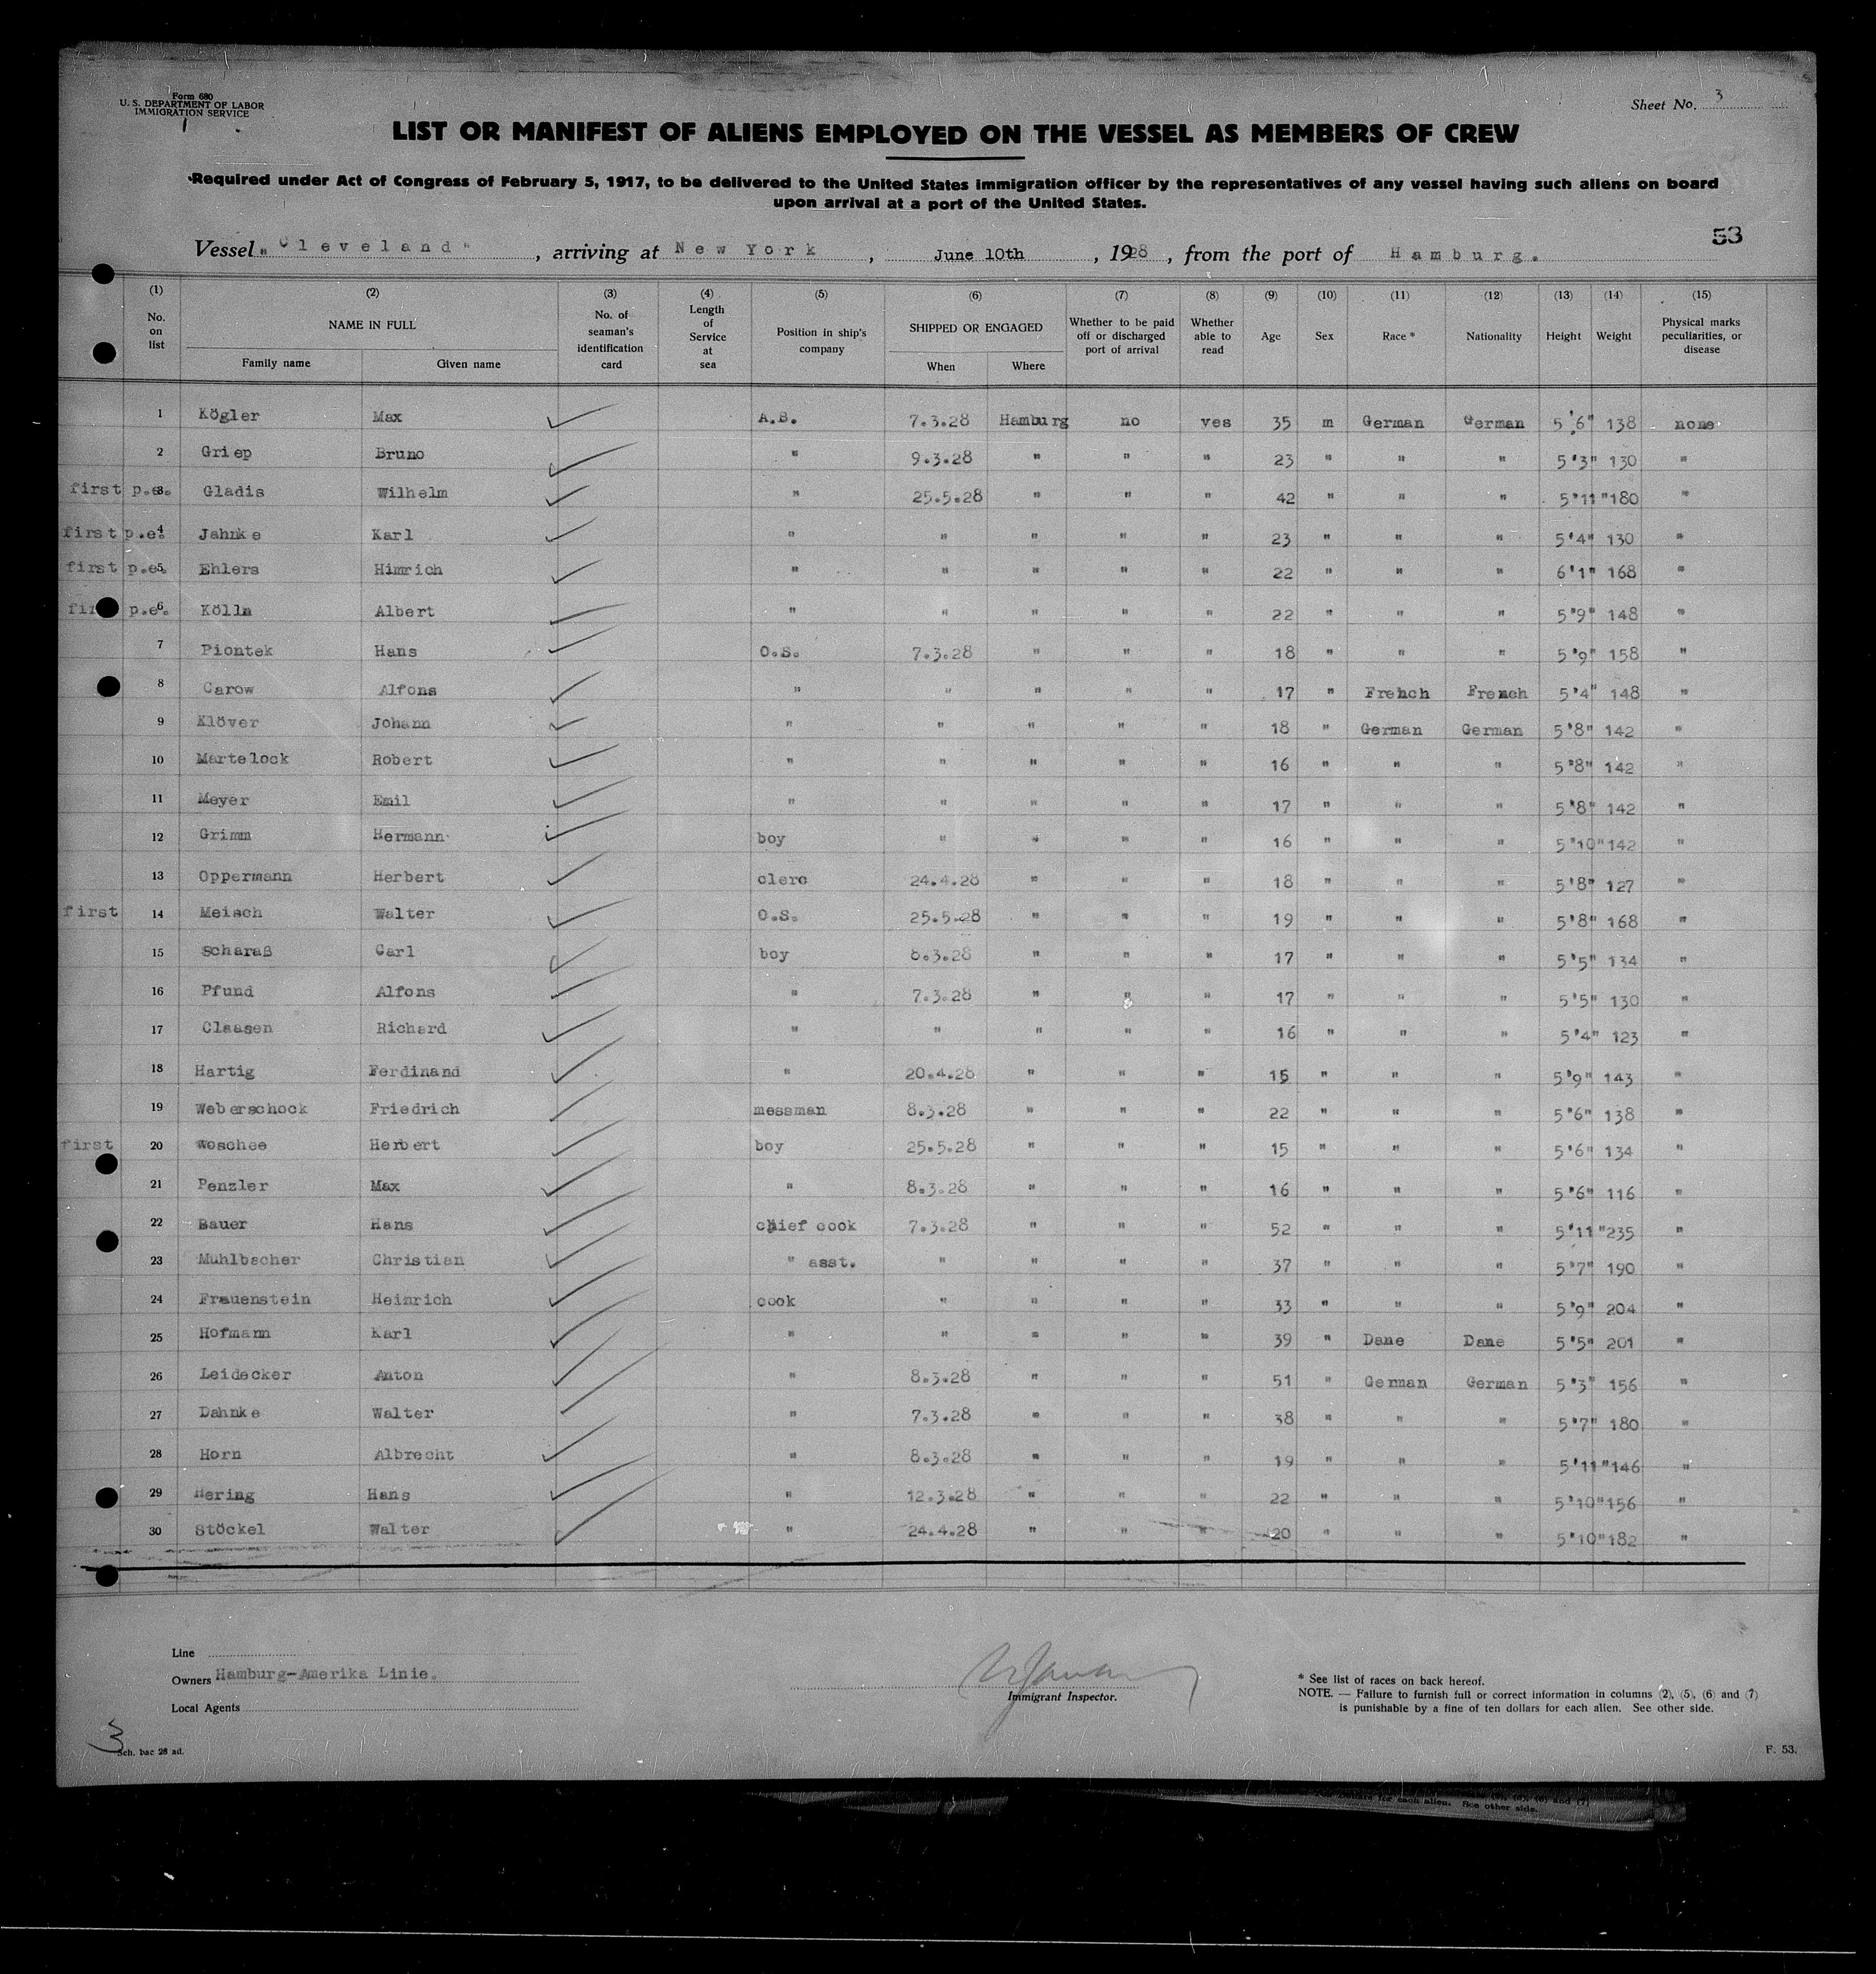 Form 680
U. S. DEPARTMENT OF LABOR
IMMIGRATION SERVICE
Sheet No. 3
LIST OR MANIFEST OF ALIENS EMPLOYED ON THE VESSEL AS MEMBERS OF CREW
Required under Act of Congress of February 5, 1917, to be delivered to the United States immigration officer by the representatives of any vessel having such aliens on board
upon arrival at a port of the United States.
53
Vessel "Cleveland", arriving at New York, June 10th, 1928, from the port of Hamburg.
(1) (2) (3) (4) (5) (6) (7) (8) (9) (10) (11) (12) (13) (14) (15)
No. on list NAME IN FULL Family name Given name No. of seaman's identification card Length of Service at sea Position in ship's company SHIPPED OR ENGAGED When Where Whether to be paid off or discharged port of arrival Whether able to read Age Sex Race * Nationality Height Weight Physical marks peculiarities, or disease
1 Kögler Max A.B. 7.3.28 Hamburg no yes 35 m German German 5'6" 138 none
2 Griep Bruno " 9.3.28 " " " 23 " " " 5'3" 130 "
first p.e. 3 Gladis Wilhelm " 25.5.28 " " " 42 " " " 5'11" 180 "
first p.e. 4 Jahnke Karl " " " " " 23 " " " 5'4" 130 "
first p.e. 5 Ehlers Hinrich " " " " " 22 " " " 6'1" 168 "
first p.e. 6 Kölln Albert " " " " " 22 " " " 5'9" 148 "
7 Piontek Hans O.S. 7.3.28 " " " 18 " " " 5'9" 158 "
8 Carow Alfons " " " " " 17 " French French 5'4" 148 "
9 Klöver Johann " " " " " 18 " German German 5'8" 142 "
10 Martelock Robert " " " " " 16 " " " 5'8" 142 "
11 Meyer Emil " " " " " 17 " " " 5'8" 142 "
12 Grimm Hermann boy " " " " 16 " " " 5'10" 142 "
13 Oppermann Herbert clerc 24.4.28 " " " 18 " " " 5'8" 127 "
first 14 Meisch Walter O.S. 25.5.28 " " " 19 " " " 5'8" 168 "
15 Scharaß Carl boy 8.3.28 " " " 17 " " " 5'5" 134 "
16 Pfund Alfons " 7.3.28 " " " 17 " " " 5'5" 130 "
17 Claasen Richard " " " " " 16 " " " 5'4" 123 "
18 Hartig Ferdinand " 20.4.28 " " " 15 " " " 5'9" 143 "
19 Weberschock Friedrich messman 8.3.28 " " " 22 " " " 5'6" 138 "
first 20 Woschee Herbert boy 25.5.28 " " " 15 " " " 5'6" 134 "
21 Penzler Max " 8.3.28 " " " 16 " " " 5'6" 116 "
22 Bauer Hans chief cook 7.3.28 " " " 52 " " " 5'11" 235 "
23 Muhlbacher Christian " asst. " " " " 37 " " " 5'7" 190 "
24 Frauenstein Heinrich cook " " " " 33 " " " 5'9" 204 "
25 Hofmann Karl " " " " " 39 " Dane Dane 5'5" 201 "
26 Leidecker Anton " 8.3.28 " " " 51 " German German 5'3" 156 "
27 Dahnke Walter " 7.3.28 " " " 38 " " " 5'7" 180 "
28 Horn Albrecht " 8.3.28 " " " 19 " " " 5'11" 146 "
29 Hering Hans " 12.3.28 " " " 22 " " " 5'10" 156 "
30 Stöckel Walter " 24.4.28 " " " 20 " " " 5'10" 182 "
Line
Owners Hamburg-Amerika Linie.
Local Agents
Immigrant Inspector.
* See list of races on back hereof.
NOTE. — Failure to furnish full or correct information in columns (2), (5), (6) and (7)
is punishable by a fine of ten dollars for each alien. See other side.
3
Sch. bac 28 ad.
F. 53.
for each alien. See other side.